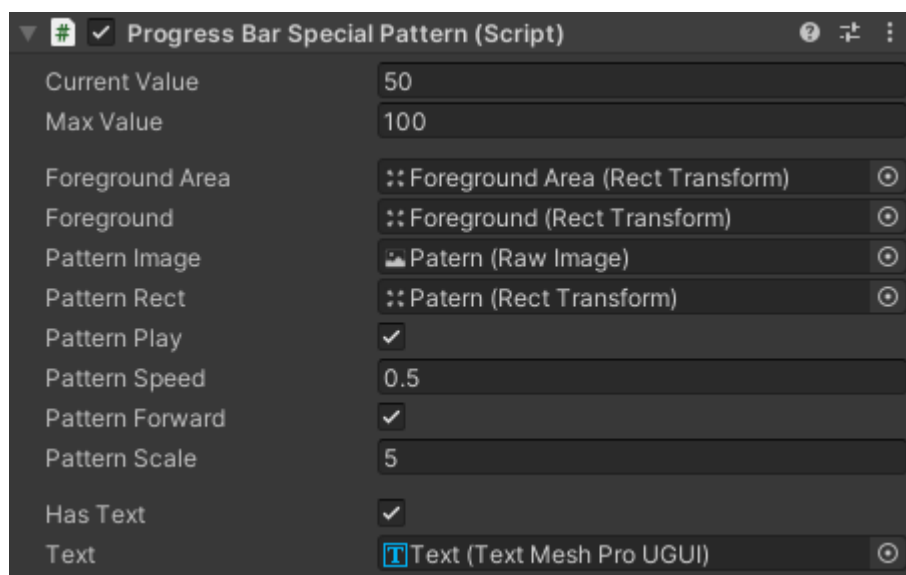 Progress Bar Special Pattern (Script)
Current Value 50
Max Value 100
Foreground Area Foreground Area (Rect Transform)
Foreground Foreground (Rect Transform)
Pattern Image Patern (Raw Image)
Pattern Rect Patern (Rect Transform)
Pattern Play
Pattern Speed 0.5
Pattern Forward
Pattern Scale 5
Has Text
Text Text (Text Mesh Pro UGUI)